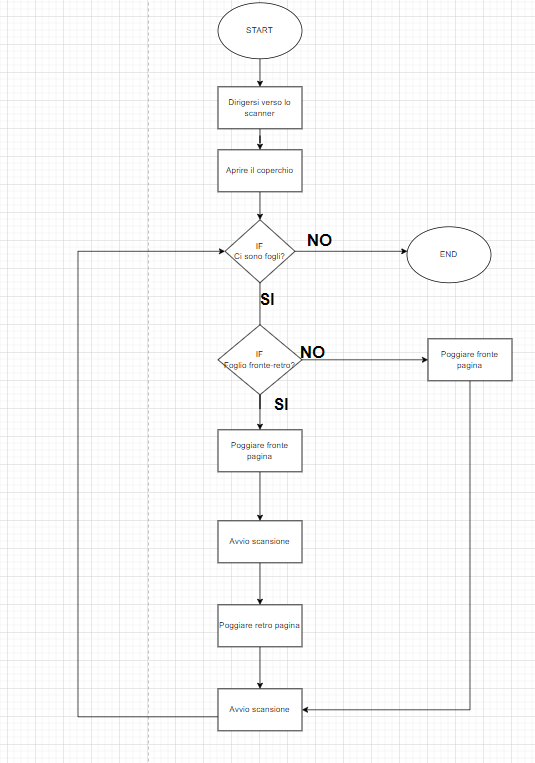 START
Dirigersi verso lo
scanner
Aprire il coperchio
IF
Ci sono fogli?
NO
END
SI
IF
Foglio fronte-retro?
NO
Poggiare fronte
pagina
SI
Poggiare fronte
pagina
Avvio scansione
Poggiare retro pagina
Avvio scansione